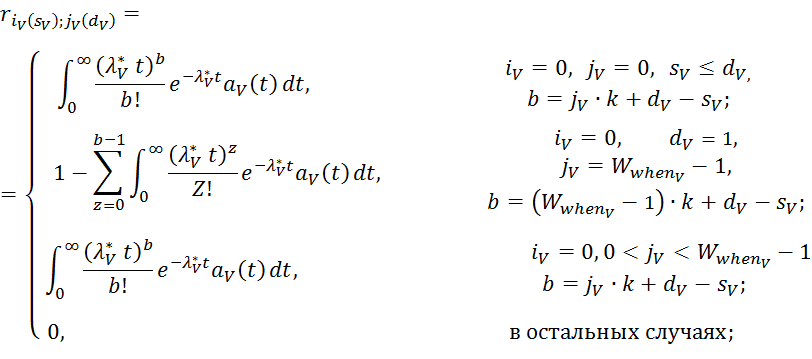 r_{i_V(s_V);j_V(d_V)} =
= { ∫_0^∞ \frac{(λ_V^* t)^b}{b!} e^{-λ_V^* t} a_V(t) dt, i_V = 0, j_V = 0, s_V ≤ d_V,
b = j_V · k + d_V − s_V;
1 − ∑_{z=0}^{b−1} ∫_0^∞ \frac{(λ_V^* t)^z}{Z!} e^{-λ_V^* t} a_V(t) dt, i_V = 0, d_V = 1,
j_V = W_{when_V} − 1,
b = (W_{when_V} − 1) · k + d_V − s_V;
∫_0^∞ \frac{(λ_V^* t)^b}{b!} e^{-λ_V^* t} a_V(t) dt, i_V = 0, 0 < j_V < W_{when_V} − 1
b = j_V · k + d_V − s_V;
0, в остальных случаях;